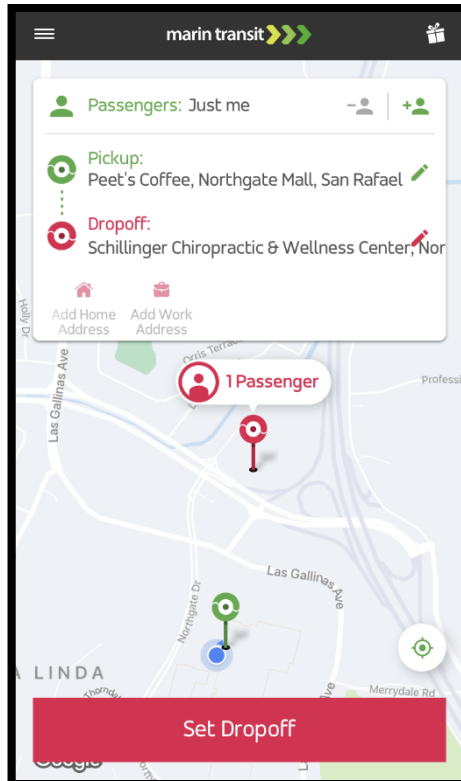 marin transit
Passengers: Just me
Pickup:
Peet's Coffee, Northgate Mall, San Rafael
Dropoff:
Schillinger Chiropractic & Wellness Center, Nor
Add Home
Address
Add Work
Address
Holly Dr
Orris Terrace
Las Gallinas Ave
1 Passenger
Professi
Las Gallinas Ave
Northgate Dr
A LINDA
Merrydale Rd
Set Dropoff
Google